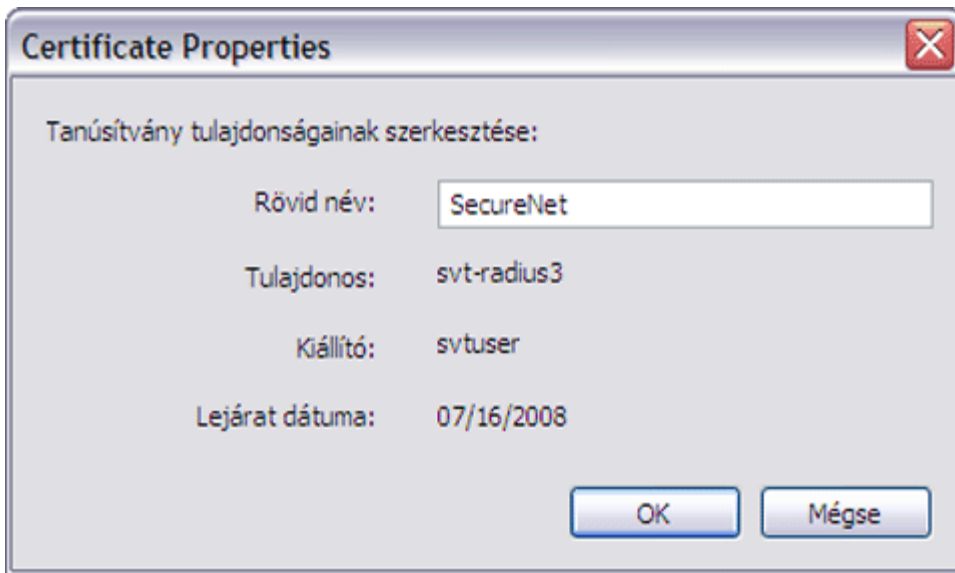 Certificate Properties
Tanúsítvány tulajdonságainak szerkesztése:
Rövid név: SecureNet
Tulajdonos: svt-radius3
Kiállító: svtuser
Lejárat dátuma: 07/16/2008
OK Mégse